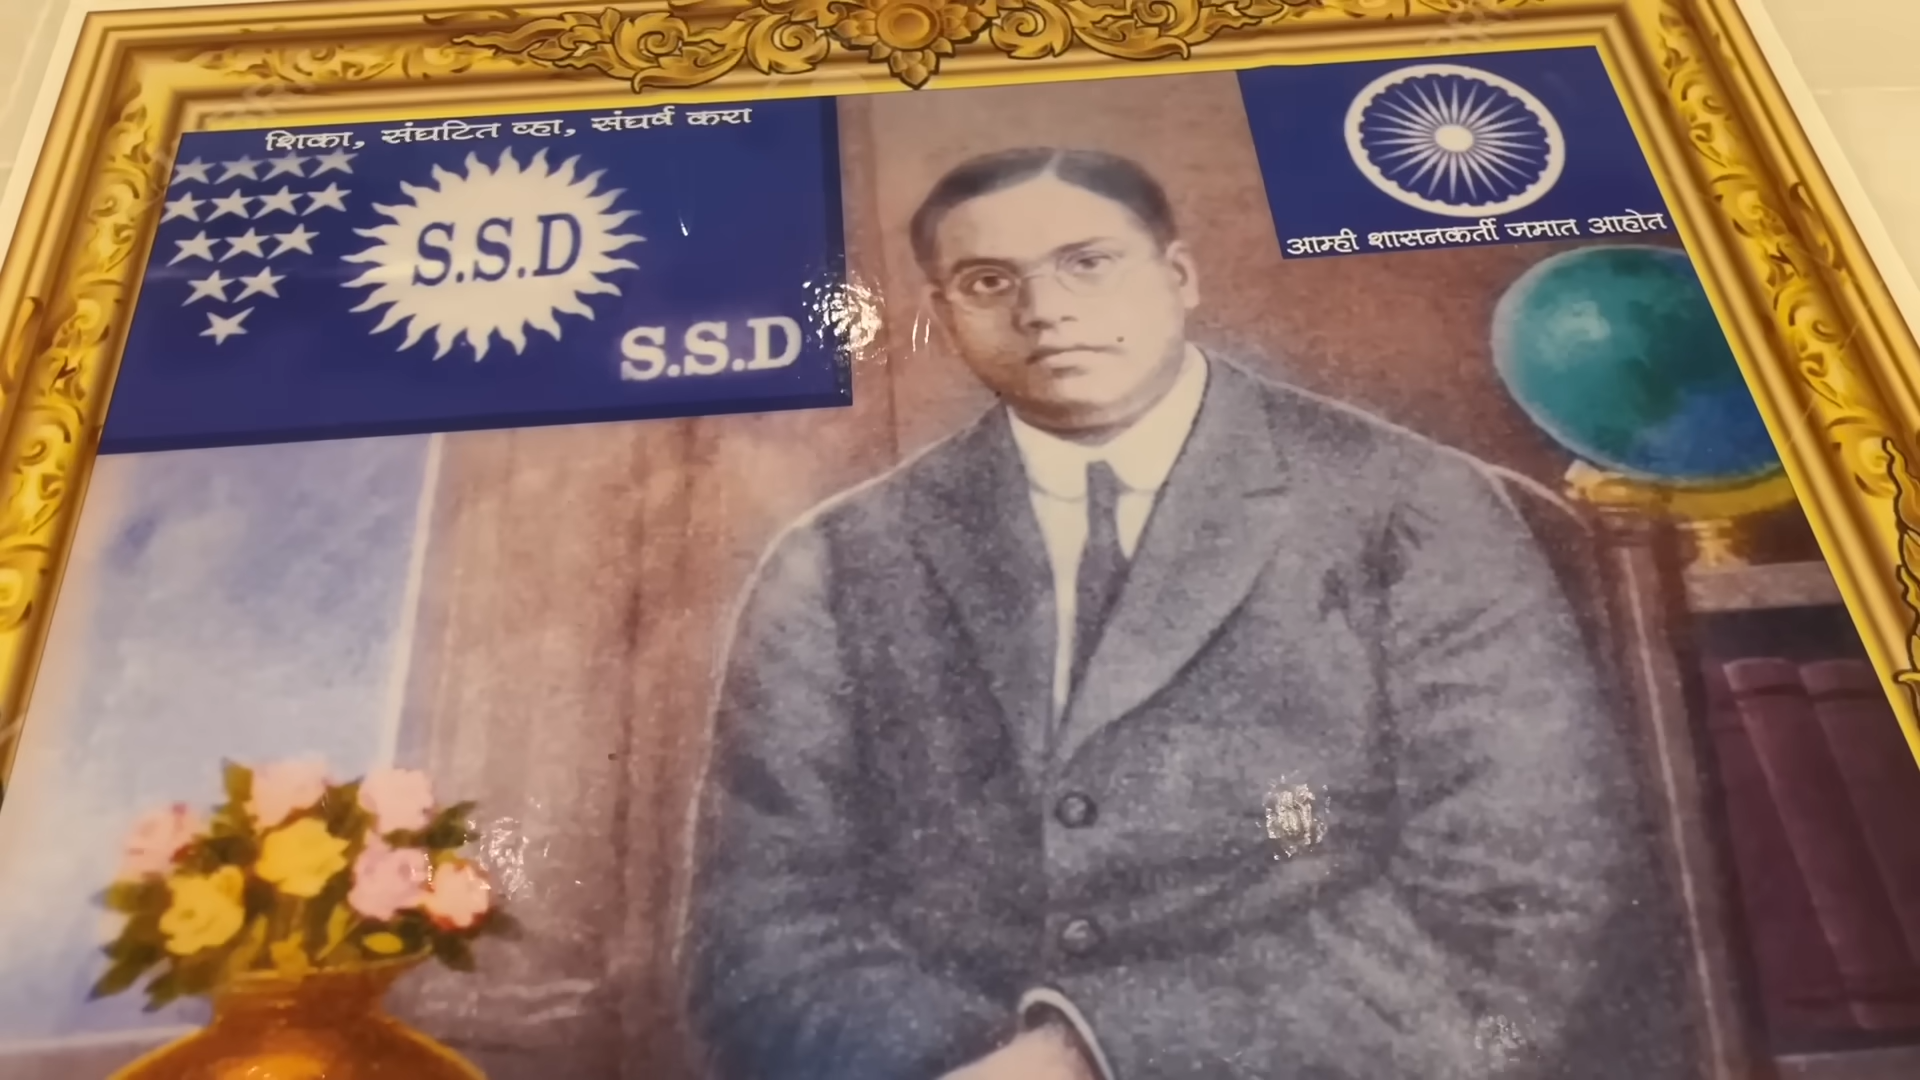 शिका, संघटित व्हा, संघर्ष करा
S.S.D
S.S.D
आम्ही शासनकर्ती जमात आहोत